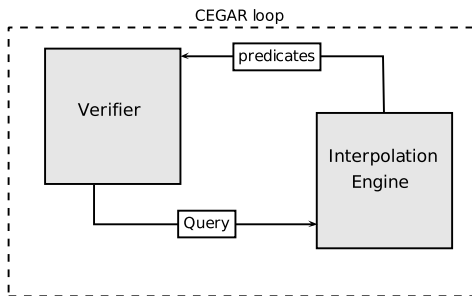 CEGAR loop
predicates
Verifier
Interpolation
Engine
Query